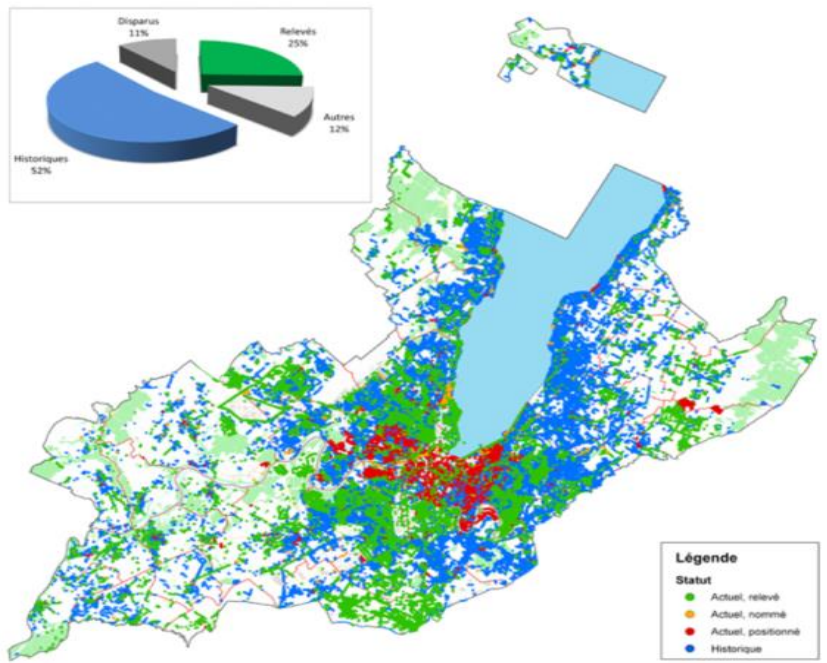 Disparus
11%
Relevés
25%
Autres
12%
Historiques
52%
Légende
Statut
Actuel, relevé
Actuel, nommé
Actuel, positionné
Historique